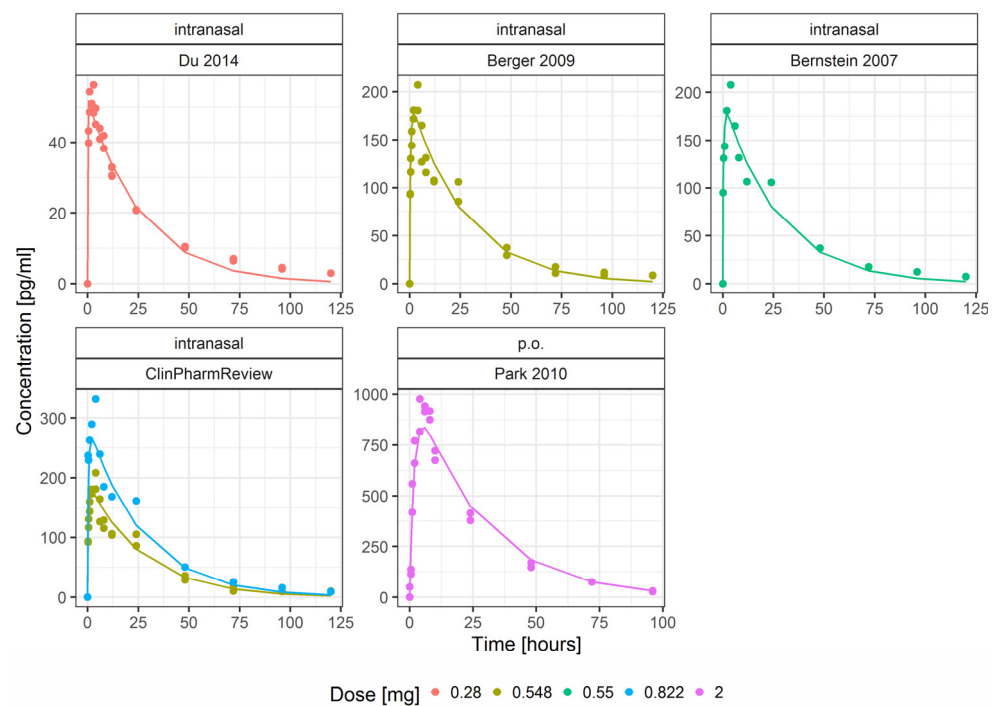 intranasal
Du 2014
intranasal
Berger 2009
intranasal
Bernstein 2007
40
20
0
0 25 50 75 100 125
200
150
100
50
0
0 25 50 75 100 125
200
150
100
50
0
0 25 50 75 100 125
Concentration [pg/ml]
intranasal
ClinPharmReview
p.o.
Park 2010
300
200
100
0
0 25 50 75 100 125
1000
750
500
250
0
0 25 50 75 100
Time [hours]
Dose [mg] 0.28 0.548 0.55 0.822 2